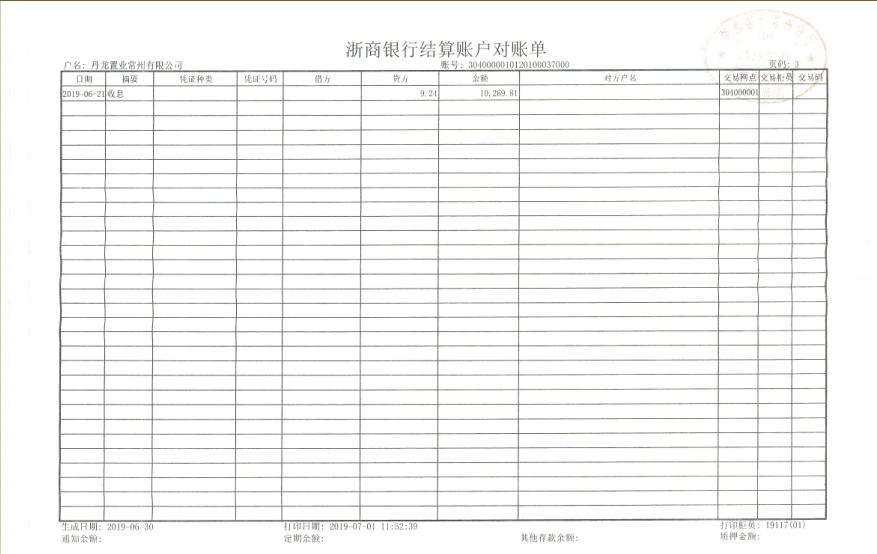 浙商银行结算账户对账单
户名: 丹龙置业常州有限公司 账号: 3040000010120100037000 页码: 3
日期 摘要 凭证种类 凭证号码 借方 贷方 余额 对方户名 交易网点 交易柜员 交易码
2019-06-21 收息 9.24 10,269.81 304000001
生成日期: 2019-06-30 打印日期: 2019-07-01 11:52:39 打印柜员: 19117(01)
通知余额: 定期余额: 其他存款余额: 质押金额: